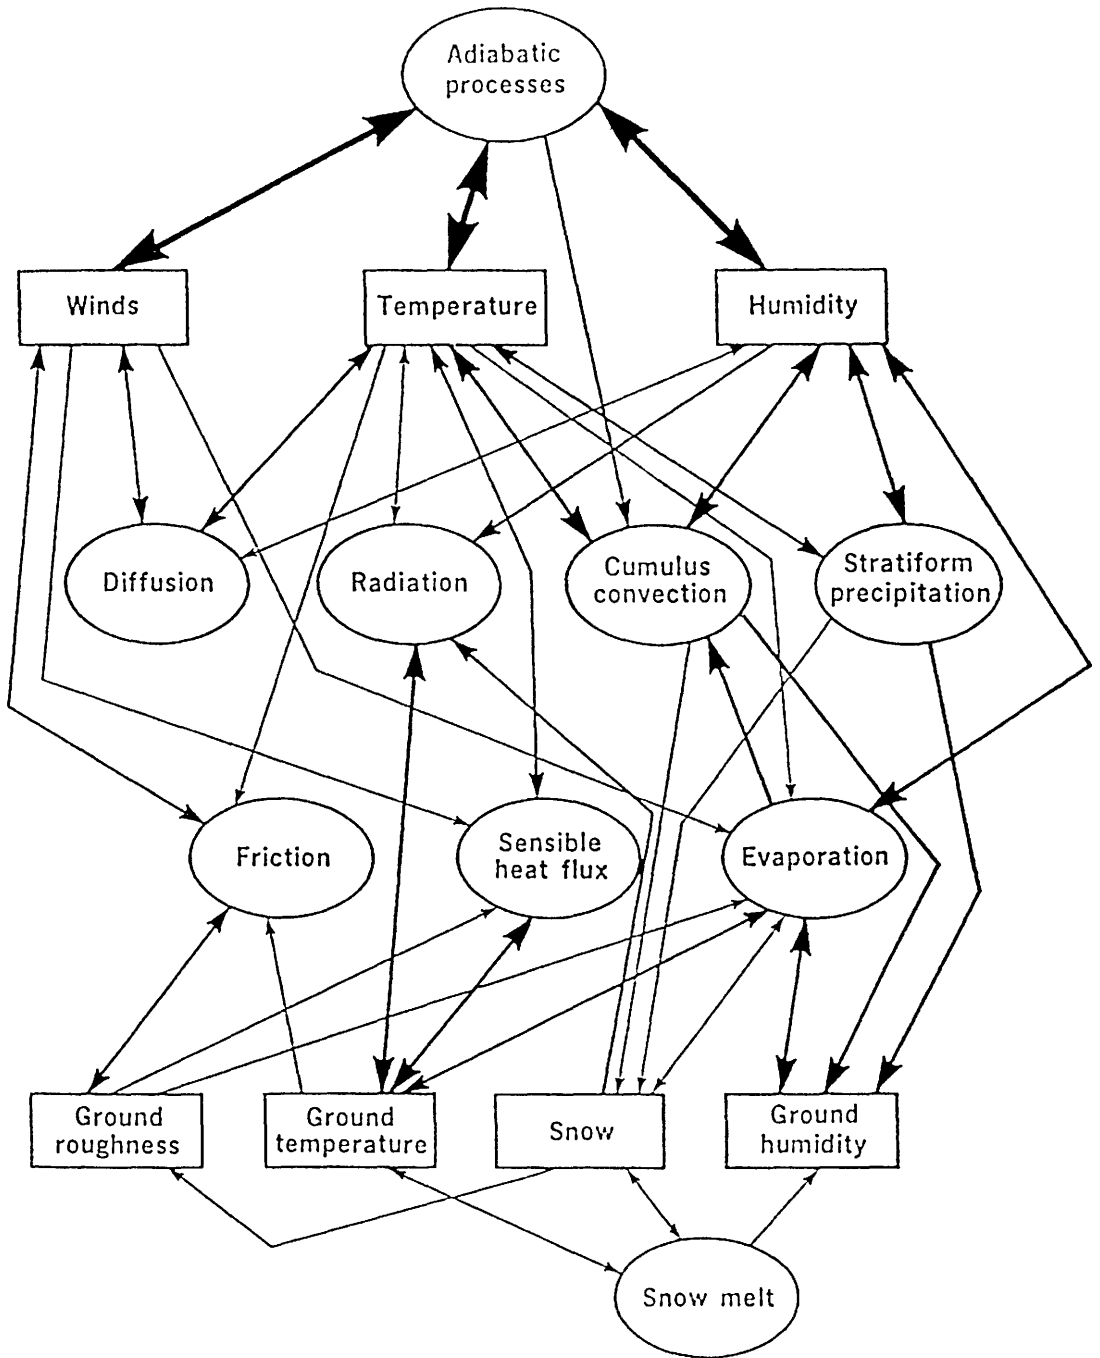 Adiabatic
processes
Winds
Temperature
Humidity
Diffusion
Radiation
Cumulus
convection
Stratiform
precipitation
Friction
Sensible
heat flux
Evaporation
Ground
roughness
Ground
temperature
Snow
Ground
humidity
Snow melt